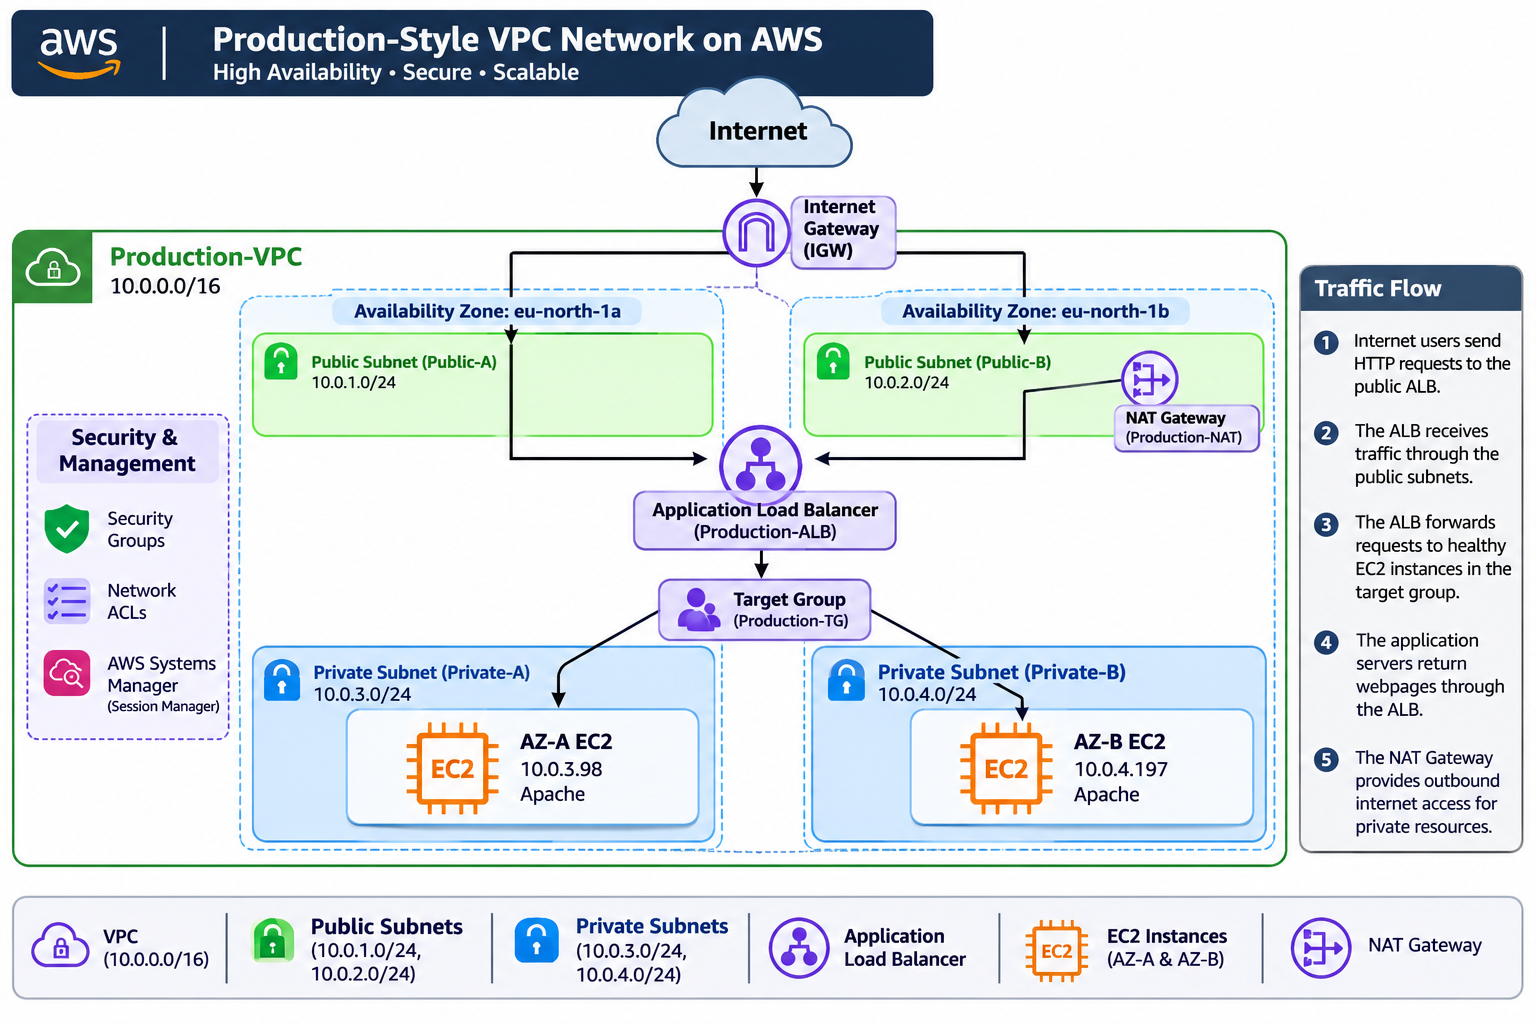 aws
Production-Style VPC Network on AWS
High Availability • Secure • Scalable
Internet
Internet
Gateway
(IGW)
Production-VPC
10.0.0.0/16
Availability Zone: eu-north-1a
Availability Zone: eu-north-1b
Public Subnet (Public-A)
10.0.1.0/24
Public Subnet (Public-B)
10.0.2.0/24
NAT Gateway
(Production-NAT)
Security &
Management
Security
Groups
Network
ACLs
AWS Systems
Manager
(Session Manager)
Application Load Balancer
(Production-ALB)
Target Group
(Production-TG)
Private Subnet (Private-A)
10.0.3.0/24
EC2
AZ-A EC2
10.0.3.98
Apache
Private Subnet (Private-B)
10.0.4.0/24
EC2
AZ-B EC2
10.0.4.197
Apache
Traffic Flow
1
Internet users send
HTTP requests to the
public ALB.
2
The ALB receives
traffic through the
public subnets.
3
The ALB forwards
requests to healthy
EC2 instances in the
target group.
4
The application
servers return
webpages through
the ALB.
5
The NAT Gateway
provides outbound
internet access for
private resources.
VPC
(10.0.0.0/16)
Public Subnets
(10.0.1.0/24,
10.0.2.0/24)
Private Subnets
(10.0.3.0/24,
10.0.4.0/24)
Application
Load Balancer
EC2
EC2 Instances
(AZ-A & AZ-B)
NAT Gateway